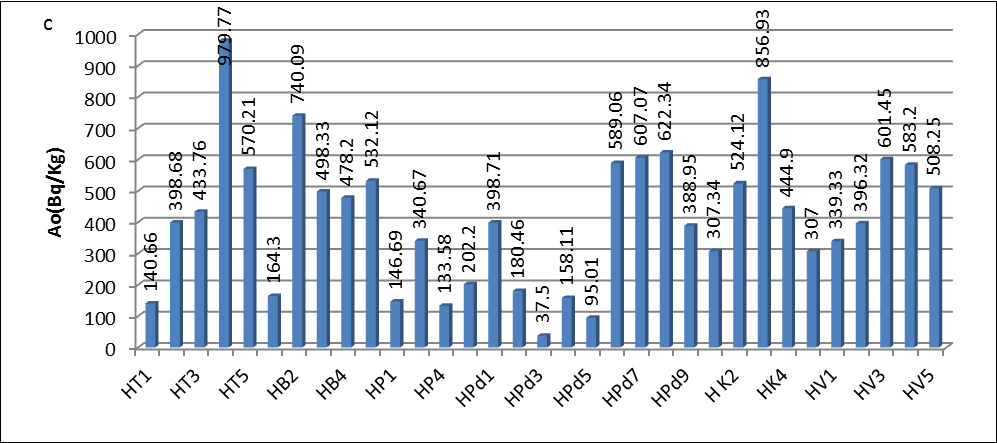 C
Ao(Bq/Kg)
1000
900
800
700
600
500
400
300
200
100
0
140.66
398.68
433.76
979.77
570.21
164.3
740.09
498.33
478.2
532.12
146.69
340.67
133.58
202.2
398.71
180.46
37.5
158.11
95.01
589.06
607.07
622.34
388.95
307.34
524.12
856.93
444.9
307
339.33
396.32
601.45
583.2
508.25
HT1
HT3
HT5
HB2
HB4
HP1
HP4
HPd1
HPd3
HPd5
HPd7
HPd9
H K2
HK4
HV1
HV3
HV5